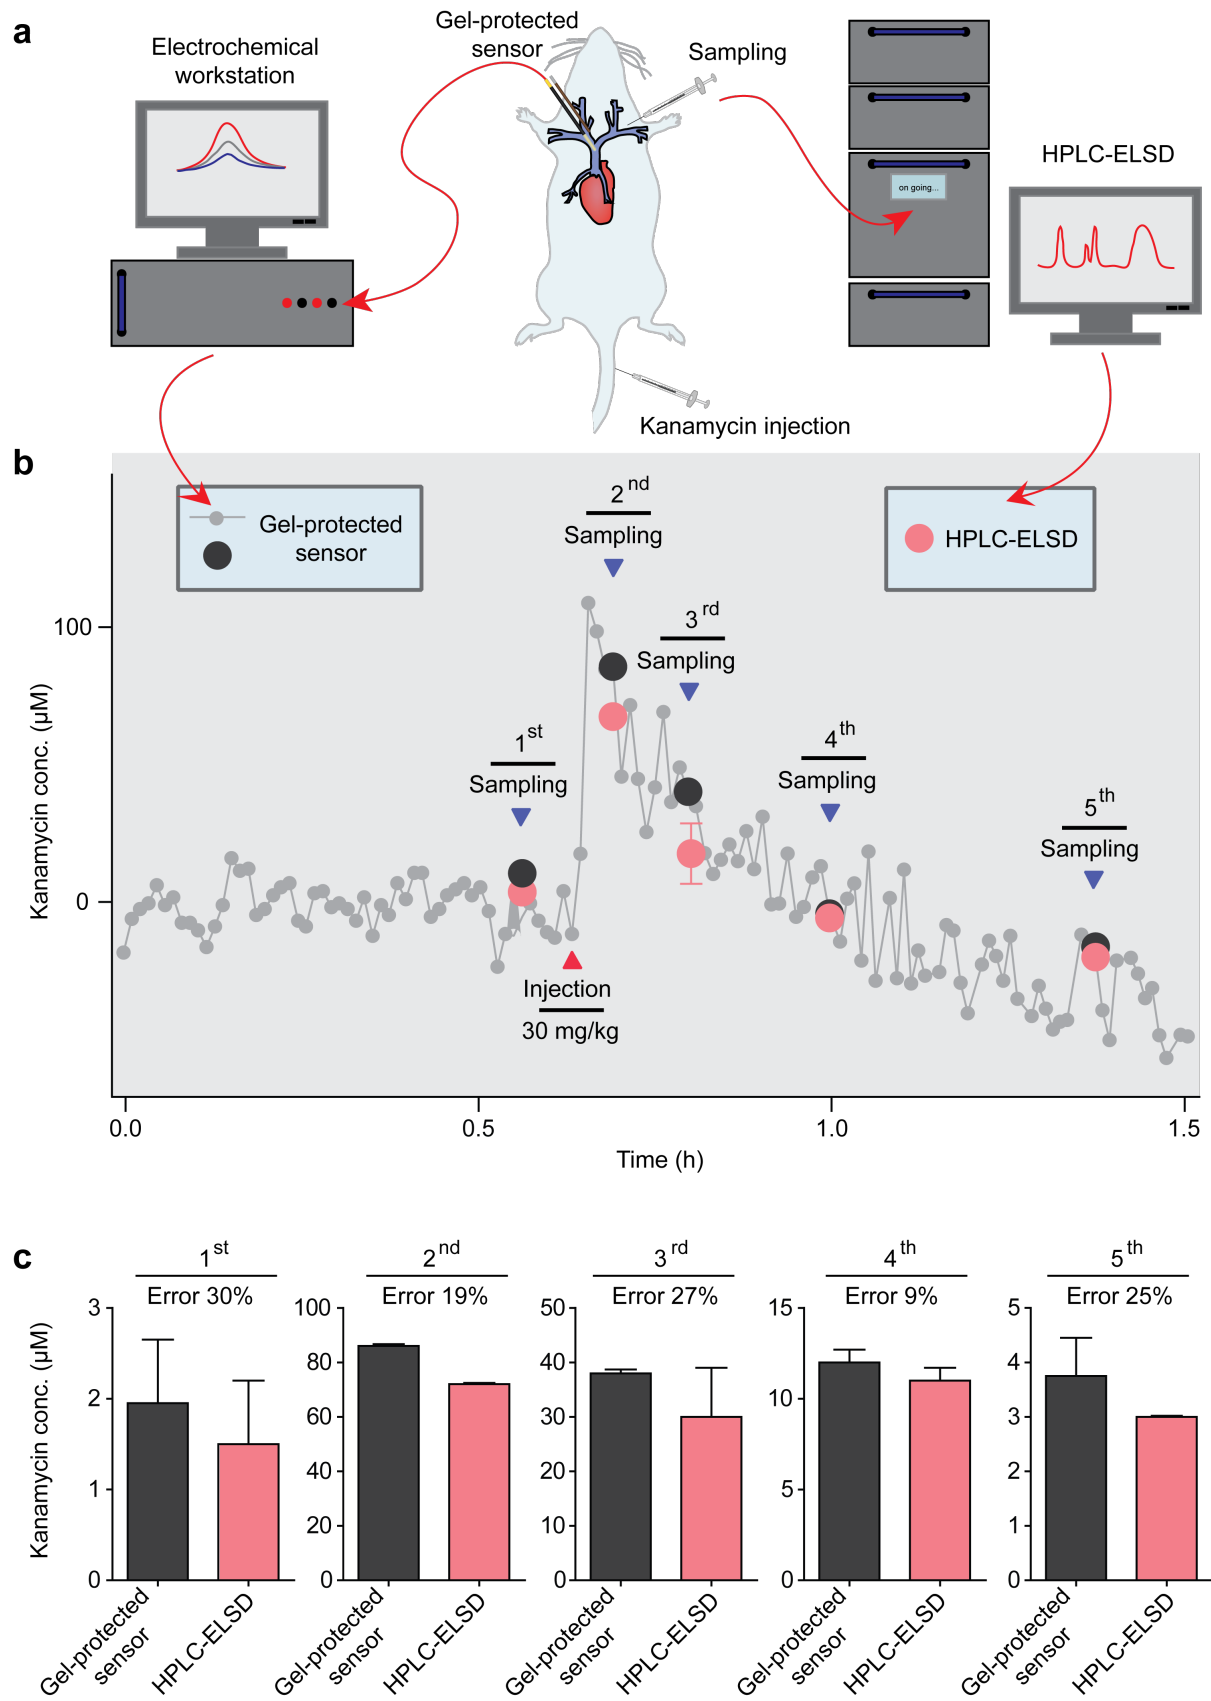 a
Electrochemical
workstation
Gel-protected
sensor
Sampling
HPLC-ELSD
on going...
Kanamycin injection
b
Gel-protected
sensor
2nd
Sampling
HPLC-ELSD
3rd
Sampling
1st
Sampling
4th
Sampling
5th
Sampling
Injection
30 mg/kg
Kanamycin conc. (µM)
100
0
0.0
0.5
1.0
1.5
Time (h)
c
Kanamycin conc. (µM)
1st
Error 30%
3
2
1
0
Gel-protected
sensor
HPLC-ELSD
2nd
Error 19%
100
80
60
40
20
0
Gel-protected
sensor
HPLC-ELSD
3rd
Error 27%
50
40
30
20
10
0
Gel-protected
sensor
HPLC-ELSD
4th
Error 9%
15
10
5
0
Gel-protected
sensor
HPLC-ELSD
5th
Error 25%
5
4
3
2
1
0
Gel-protected
sensor
HPLC-ELSD